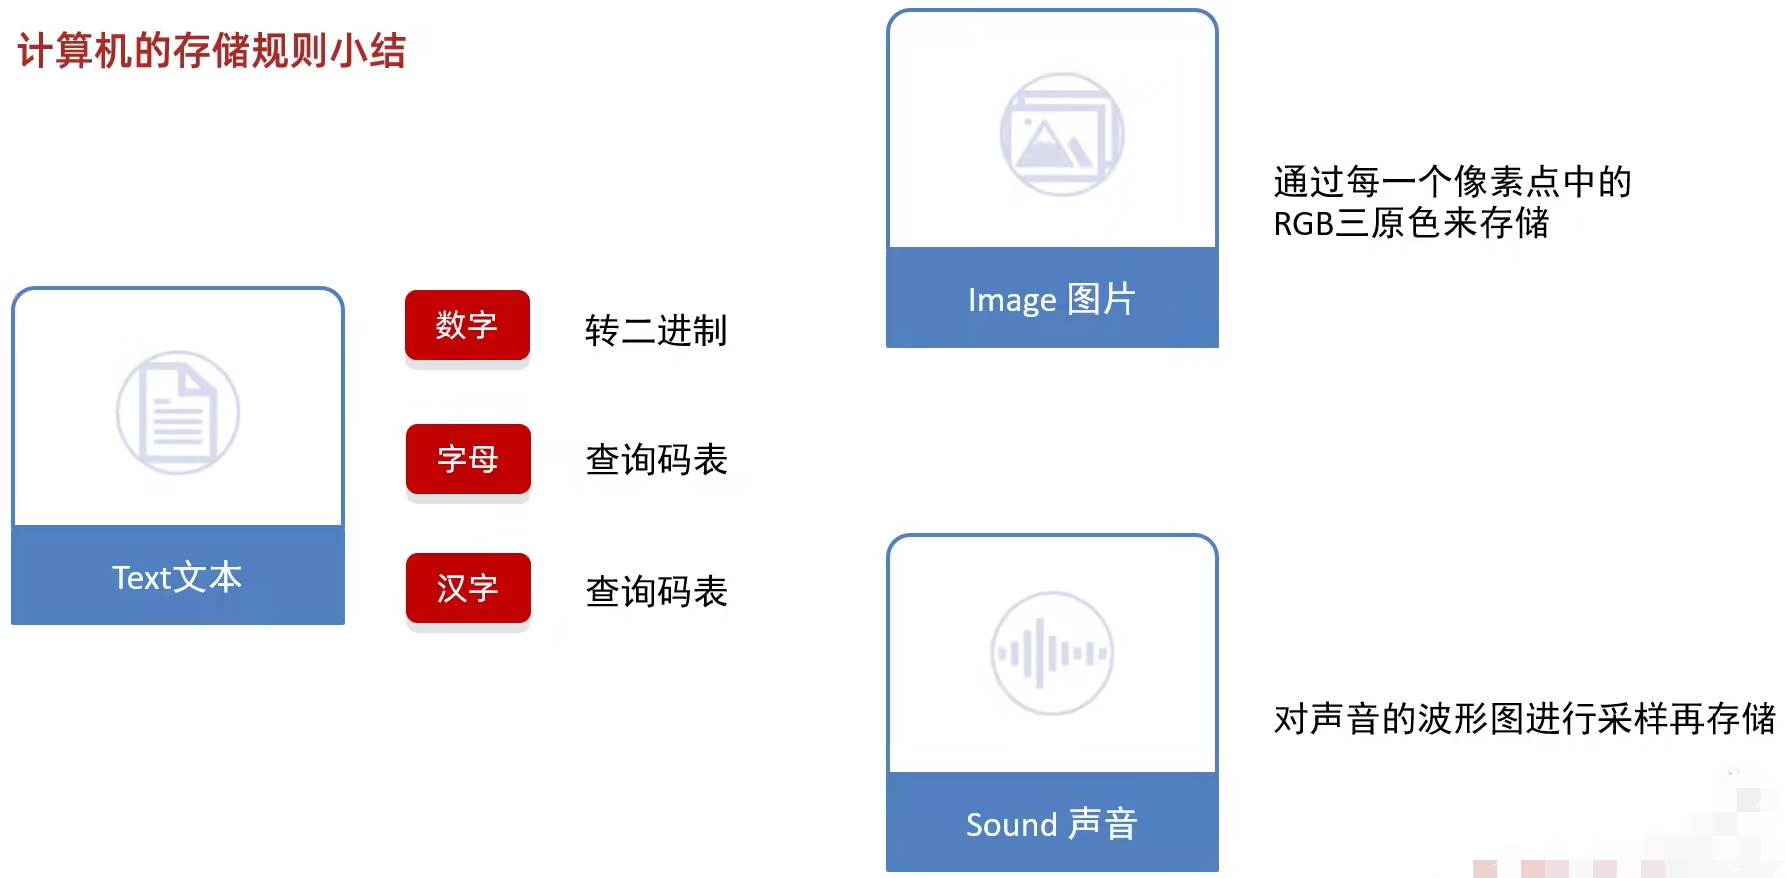 计算机的存储规则小结
Text文本
数字
转二进制
字母
查询码表
汉字
查询码表
Image 图片
通过每一个像素点中的
RGB三原色来存储
Sound 声音
对声音的波形图进行采样再存储